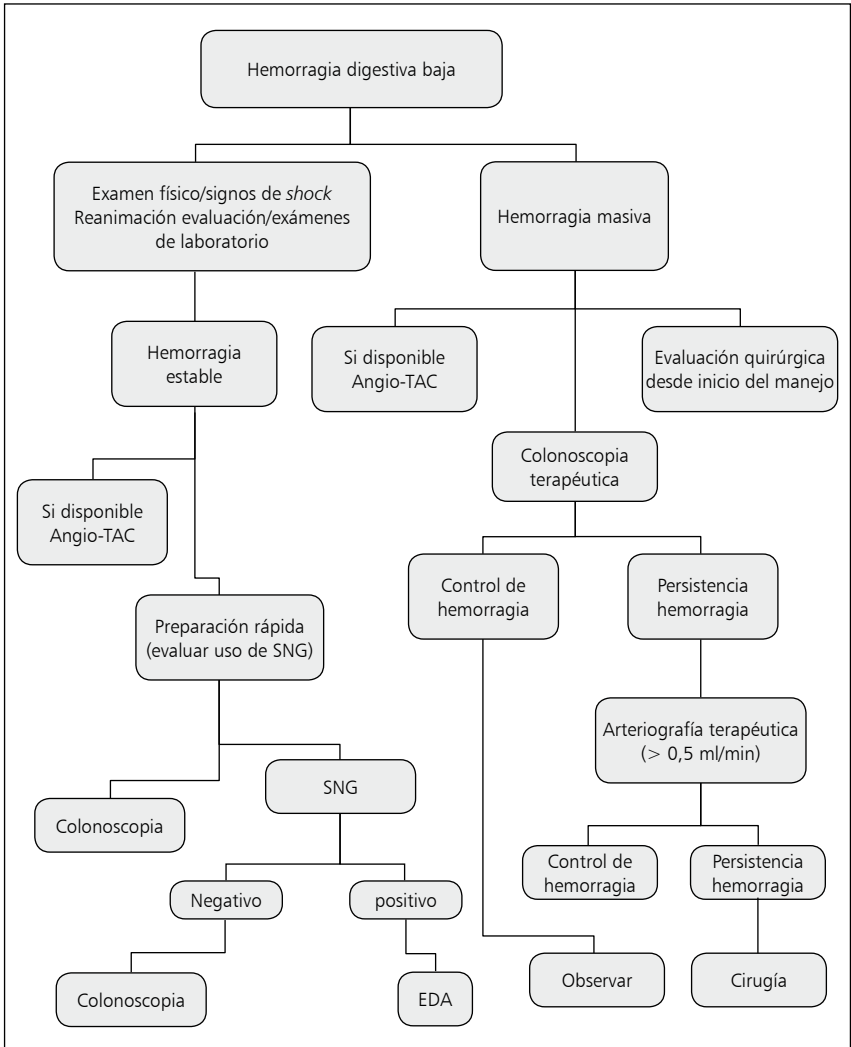 Hemorragia digestiva baja
Examen físico/signos de shock
Reanimación evaluación/exámenes
de laboratorio
Hemorragia masiva
Hemorragia
estable
Si disponible
Angio-TAC
Evaluación quirúrgica
desde inicio del manejo
Colonoscopia
terapéutica
Si disponible
Angio-TAC
Control de
hemorragia
Persistencia
hemorragia
Preparación rápida
(evaluar uso de SNG)
Arteriografía terapéutica
(> 0,5 ml/min)
SNG
Colonoscopia
Control de
hemorragia
Persistencia
hemorragia
Negativo
positivo
Colonoscopia
EDA
Observar
Cirugía